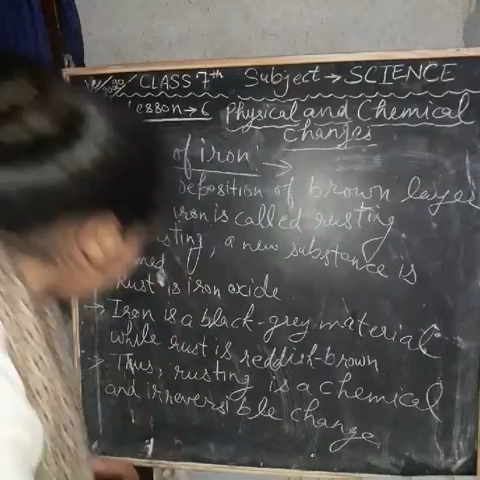 CLASS 7th Subject → SCIENCE
Lesson → 6 Physical and Chemical
Changes
of iron →
Deposition of brown layer
iron is called rusting
a new substance is
Rust is iron oxide.
→ Iron is a black-grey material
while rust is reddish-brown
→ Thus, rusting is a chemical
and irreversible change